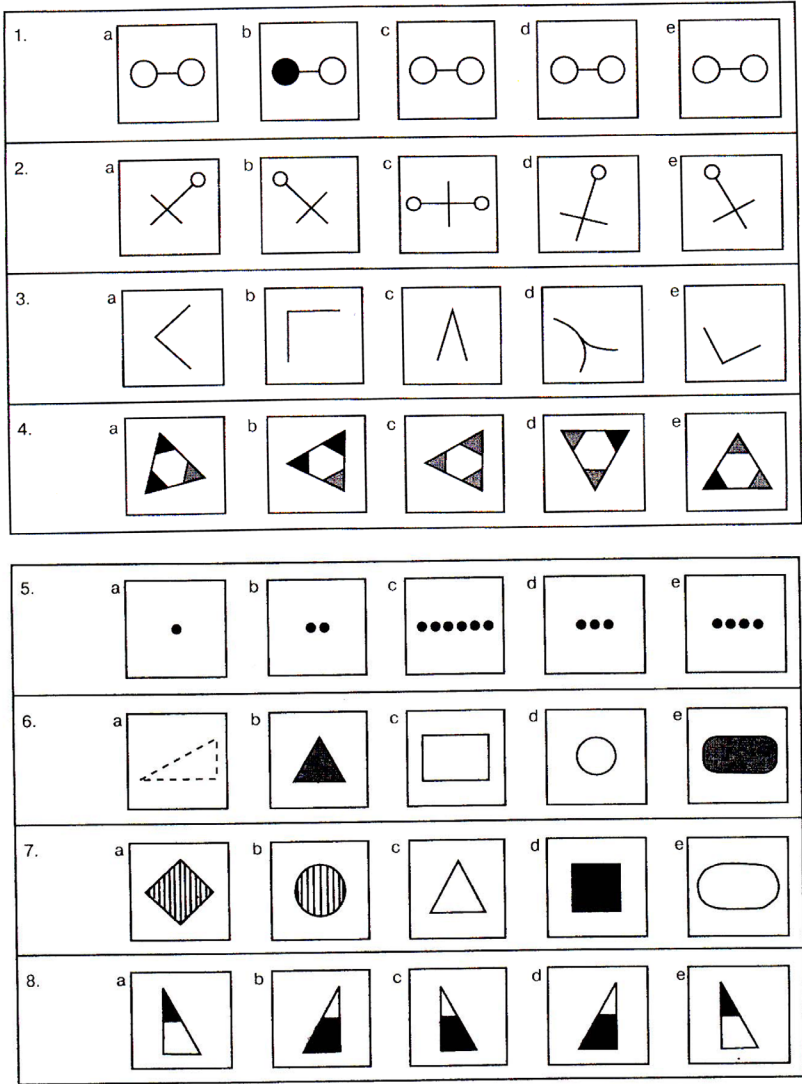 1. a b c d e
2. a b c d e
3. a b c d e
4. a b c d e
5. a b c d e
6. a b c d e
7. a b c d e
8. a b c d e